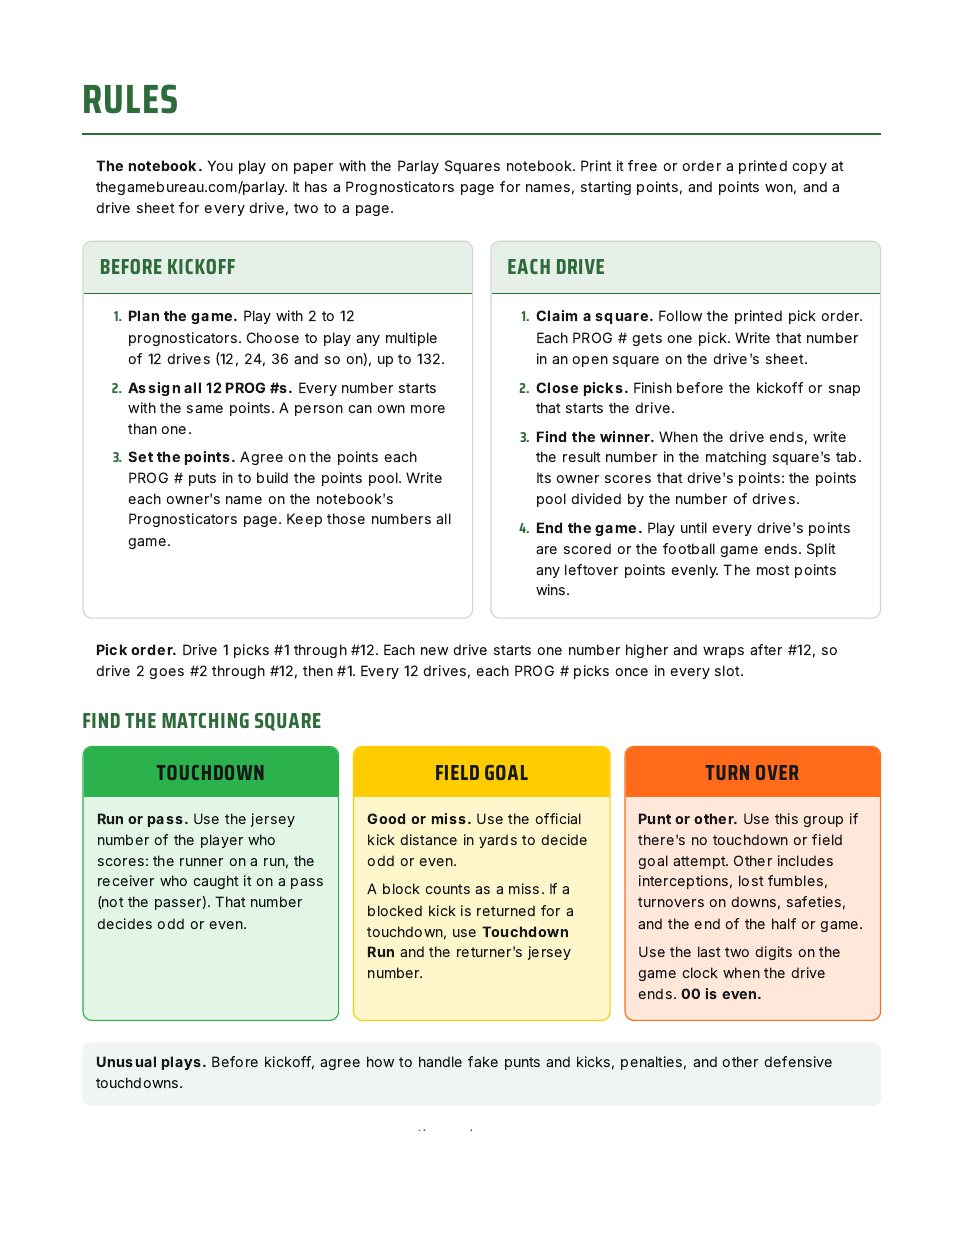 RULES
The notebook. You play on paper with the Parlay Squares notebook. Print it free or order a printed copy at
thegamebureau.com/parlay. It has a Prognosticators page for names, starting points, and points won, and a
drive sheet for every drive, two to a page.
BEFORE KICKOFF
1. Plan the game. Play with 2 to 12
prognosticators. Choose to play any multiple
of 12 drives (12, 24, 36 and so on), up to 132.
2. Assign all 12 PROG #s. Every number starts
with the same points. A person can own more
than one.
3. Set the points. Agree on the points each
PROG # puts in to build the points pool. Write
each owner's name on the notebook's
Prognosticators page. Keep those numbers all
game.
EACH DRIVE
1. Claim a square. Follow the printed pick order.
Each PROG # gets one pick. Write that number
in an open square on the drive's sheet.
2. Close picks. Finish before the kickoff or snap
that starts the drive.
3. Find the winner. When the drive ends, write
the result number in the matching square's tab.
Its owner scores that drive's points: the points
pool divided by the number of drives.
4. End the game. Play until every drive's points
are scored or the football game ends. Split
any leftover points evenly. The most points
wins.
Pick order. Drive 1 picks #1 through #12. Each new drive starts one number higher and wraps after #12, so
drive 2 goes #2 through #12, then #1. Every 12 drives, each PROG # picks once in every slot.
FIND THE MATCHING SQUARE
TOUCHDOWN
Run or pass. Use the jersey
number of the player who
scores: the runner on a run, the
receiver who caught it on a pass
(not the passer). That number
decides odd or even.
FIELD GOAL
Good or miss. Use the official
kick distance in yards to decide
odd or even.
A block counts as a miss. If a
blocked kick is returned for a
touchdown, use Touchdown
Run and the returner's jersey
number.
TURN OVER
Punt or other. Use this group if
there's no touchdown or field
goal attempt. Other includes
interceptions, lost fumbles,
turnovers on downs, safeties,
and the end of the half or game.
Use the last two digits on the
game clock when the drive
ends. 00 is even.
Unusual plays. Before kickoff, agree how to handle fake punts and kicks, penalties, and other defensive
touchdowns.